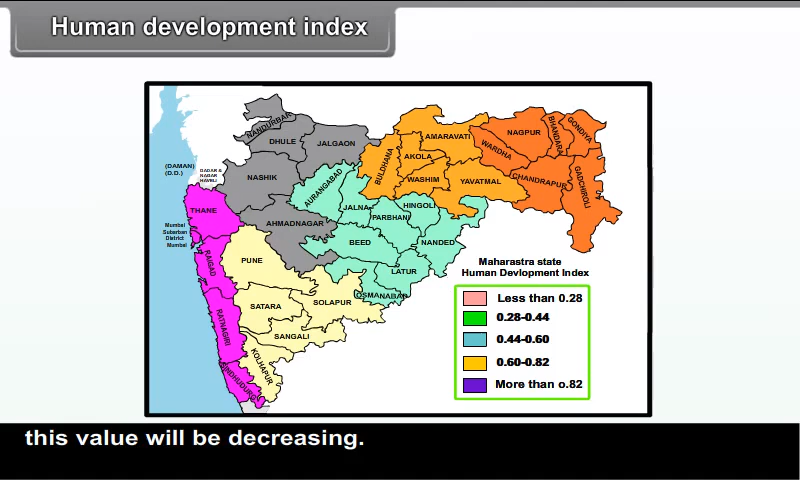 Human development index
NANDURBAR
DHULE
JALGAON
NASHIK
AURANGABAD
BULDHANA
AMARAVATI
AKOLA
WASHIM
YAVATMAL
WARDHA
NAGPUR
BHANDARA
GONDIYA
CHANDRAPUR
GADCHIROLI
(DAMAN)
(D.D.)
DADAR &
NAGAR
HAVELI
THANE
Mumbai
Suburban
District
Mumbai
AHMADNAGAR
JALNA
PARBHANI
HINGOLI
BEED
NANDED
LATUR
OSMANABAD
RAIGAD
PUNE
SATARA
SOLAPUR
SANGALI
RATNAGIRI
KOLHAPUR
SINDHUDURG
Maharastra state
Human Devlopment Index
Less than 0.28
0.28-0.44
0.44-0.60
0.60-0.82
More than o.82
this value will be decreasing.